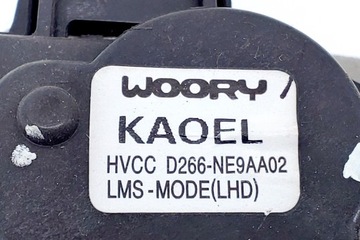 WOORY
KAOEL
HVCC D266-NE9AA02
LMS-MODE(LHD)